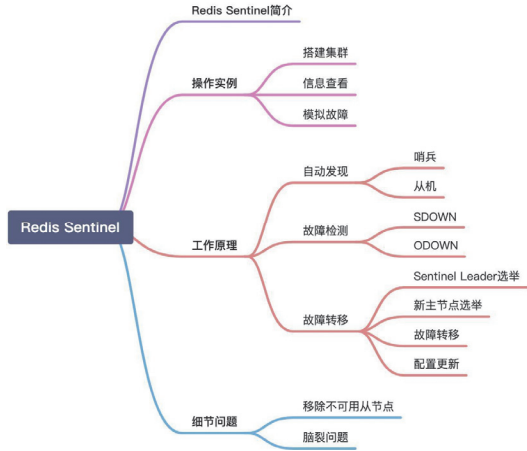 Redis Sentinel
Redis Sentinel简介
操作实例
搭建集群
信息查看
模拟故障
工作原理
自动发现
哨兵
从机
故障检测
SDOWN
ODOWN
故障转移
Sentinel Leader选举
新主节点选举
故障转移
配置更新
细节问题
移除不可用从节点
脑裂问题